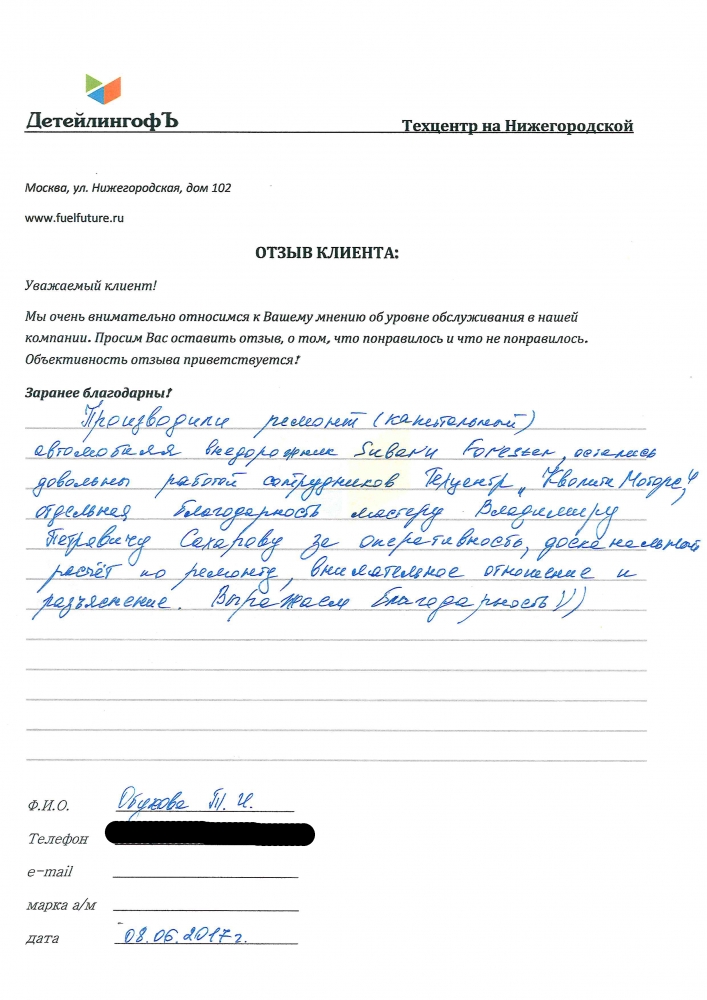 ДетейлингофЪ
Техцентр на Нижегородской
Москва, ул. Нижегородская, дом 102
www.fuelfuture.ru
ОТЗЫВ КЛИЕНТА:
Уважаемый клиент!
Мы очень внимательно относимся к Вашему мнению об уровне обслуживания в нашей
компании. Просим Вас оставить отзыв, о том, что понравилось и что не понравилось.
Объективность отзыва приветствуется!
Заранее благодарны!
Производили ремонт (капитальный)
автомобиля внедорожник Subaru Forester, остались
довольны работой сотрудников Техцентр „Кволити Моторс",
отдельная благодарность мастеру Владимиру
Петровичу Сахарову за оперативность, досканальный
расчёт по ремонту, внимательное отношение и
разъяснение. Выражаем благодарность!))
Ф.И.О. Обухова Т. И.
Телефон
e-mail
марка а/м
дата 08.06.2017г.